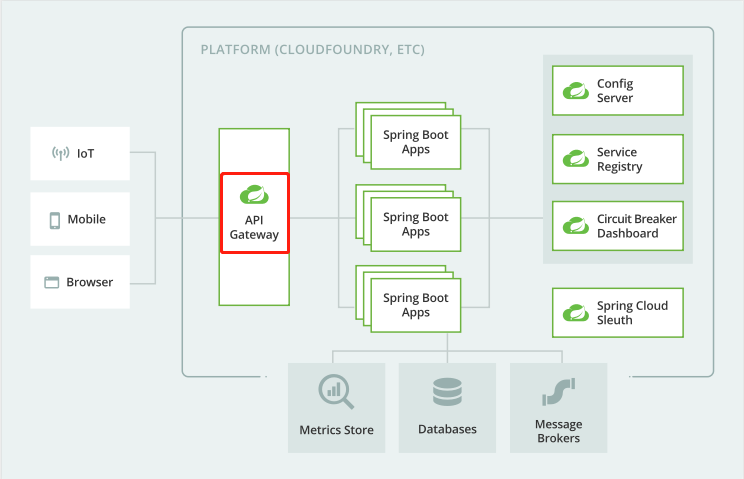 PLATFORM (CLOUDFOUNDRY, ETC)
IoT
Mobile
Browser
API
Gateway
Spring Boot
Apps
Spring Boot
Apps
Spring Boot
Apps
Config
Server
Service
Registry
Circuit Breaker
Dashboard
Spring Cloud
Sleuth
Metrics Store
Databases
Message
Brokers